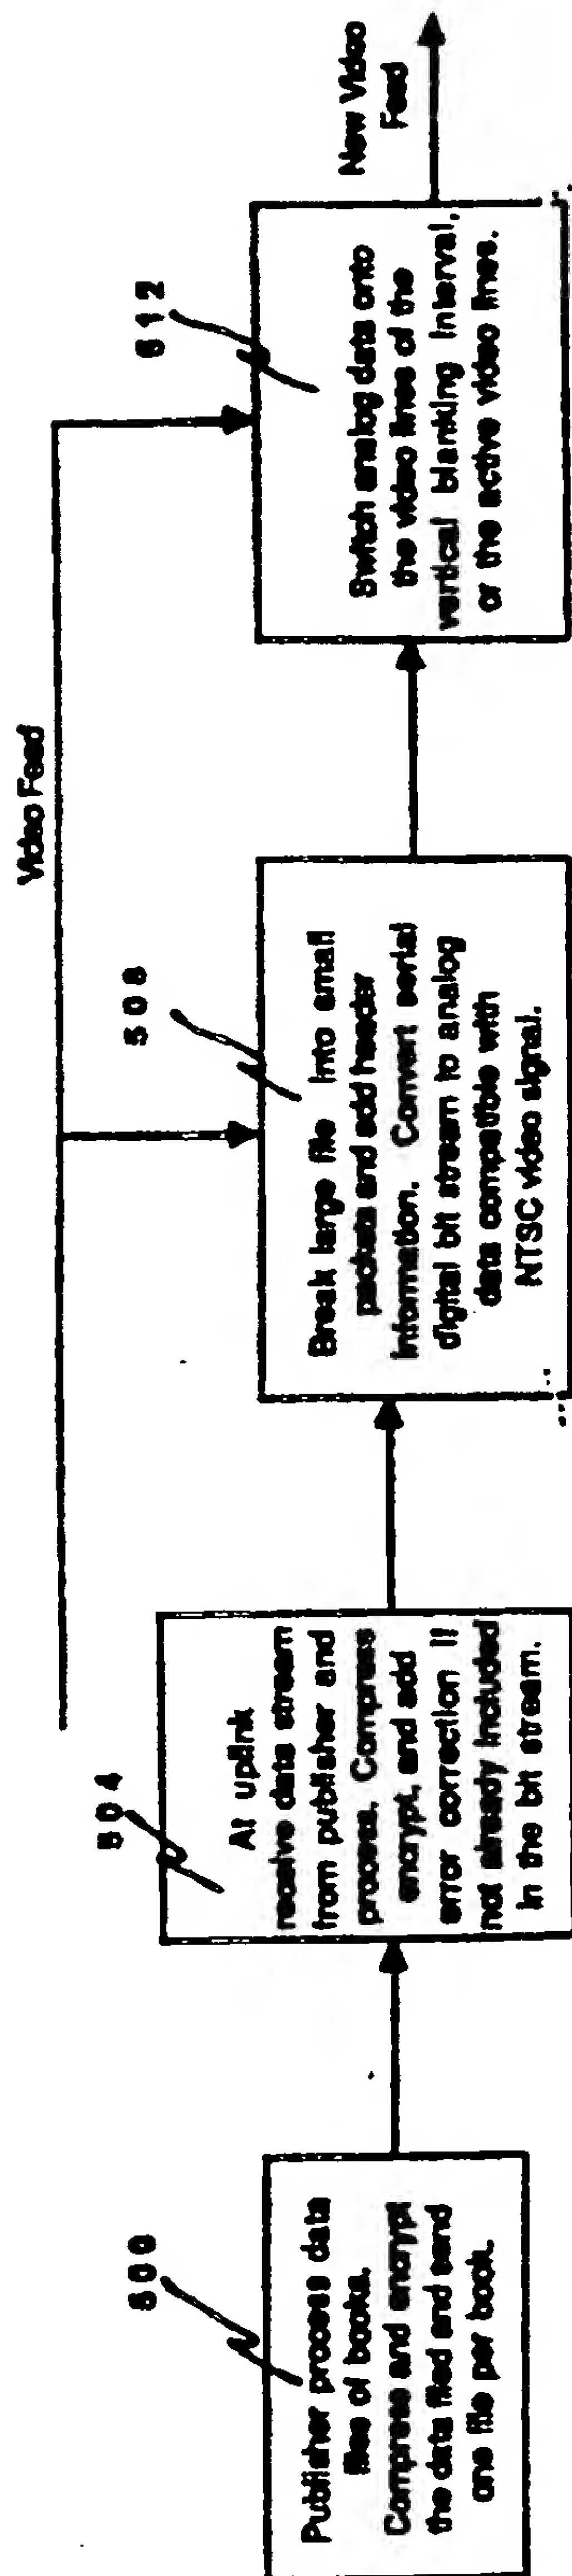 500
Publisher process data
files of books.
Compress and encrypt
the data filed and send
one file per book.
504
At uplink
receive data stream
from publisher and
process. Compress
encrypt, and add
error correction if
not already included
in the bit stream.
Video Feed
508
Break large file into small
packets and add header
information. Convert serial
digital bit stream to analog
data compatible with
NTSC video signal.
512
Switch analog data onto
the video lines of the
vertical blanking interval,
or the active video lines.
New Video
Feed